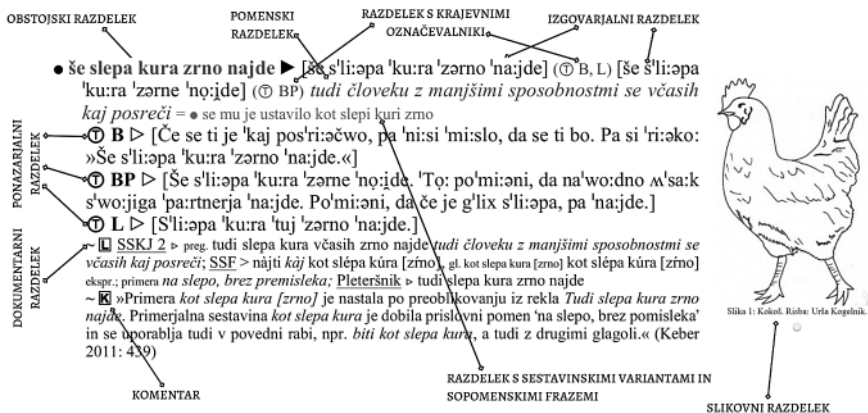 OBSTOJSKI RAZDELEK
POMENSKI
RAZDELEK
RAZDELEK S KRAJEVNIMI
OZNAČEVALNIKI
IZGOVARJALNI RAZDELEK
● še slepa kura zrno najde ► [še s'li:əpa 'ku:ra 'zərno 'na:jde] (Ⓣ B, L) [še s'li:əpa
'ku:ra 'zərne 'nọ:i̯de] (Ⓣ BP) tudi človeku z manjšimi sposobnostmi se včasih
kaj posreči = ● se mu je ustavilo kot slepi kuri zrno
PONAZARJALNI
RAZDELEK
Ⓣ B ▷ [Če se ti je 'kaj pos'ri:əčwo, pa 'ni:si 'mi:slo, da se ti bo. Pa si 'ri:əko:
»Še s'li:əpa 'ku:ra 'zərno 'na:jde.«]
Ⓣ BP ▷ [Še s'li:əpa 'ku:ra 'zərne 'nọ:i̯de. 'Tọ: po'mi:əni, da na'wo:dno ʍ'sa:k
s'wo:jiga 'pa:rtnerja 'na:jde. Po'mi:əni, da če je g'lix s'li:əpa, pa 'na:jde.]
Ⓣ L ▷ [S'li:əpa 'ku:ra 'tuj 'zərno 'na:jde.]
DOKUMENTARNI
RAZDELEK
~ 🄻 SSKJ 2 ▹ preg. tudi slepa kura včasih zrno najde tudi človeku z manjšimi sposobnostmi se
včasih kaj posreči; SSF > nàjti kàj kot slépa kúra [zŕno], gl. kot slepa kura [zrno] kot slépa kúra [zŕno]
ekspr.; primera na slepo, brez premisleka; Pleteršnik ▹ tudi slepa kura zrno najde
~ 🄺 »Primera kot slepa kura [zrno] je nastala po preoblikovanju iz rekla Tudi slepa kura zrno
najde. Primerjalna sestavina kot slepa kura je dobila prislovni pomen ‘na slepo, brez pomisleka’
in se uporablja tudi v povedni rabi, npr. biti kot slepa kura, a tudi z drugimi glagoli.« (Keber
2011: 439)
Slika 1: Kokoš. Risba: Urša Kogelnik.
KOMENTAR
RAZDELEK S SESTAVINSKIMI VARIANTAMI IN
SOPOMENSKIMI FRAZEMI
SLIKOVNI RAZDELEK